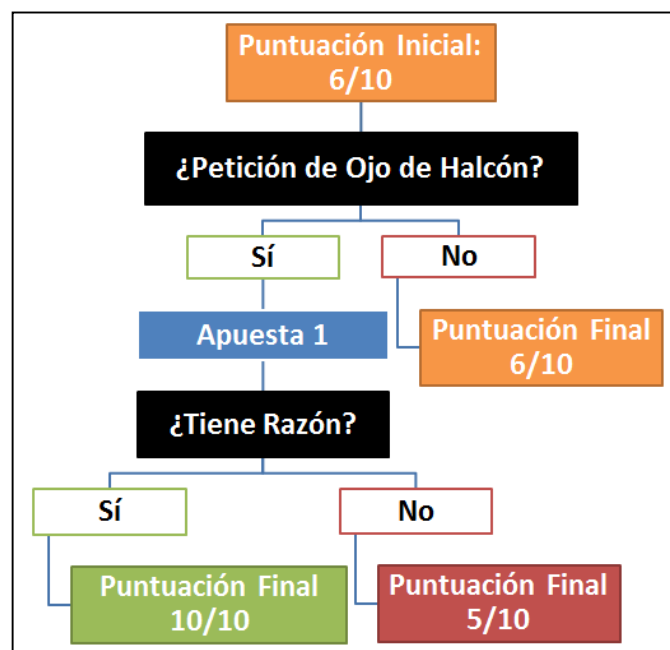 Puntuación Inicial:
6/10
¿Petición de Ojo de Halcón?
Sí
No
Apuesta 1
Puntuación Final
6/10
¿Tiene Razón?
Sí
No
Puntuación Final
10/10
Puntuación Final
5/10